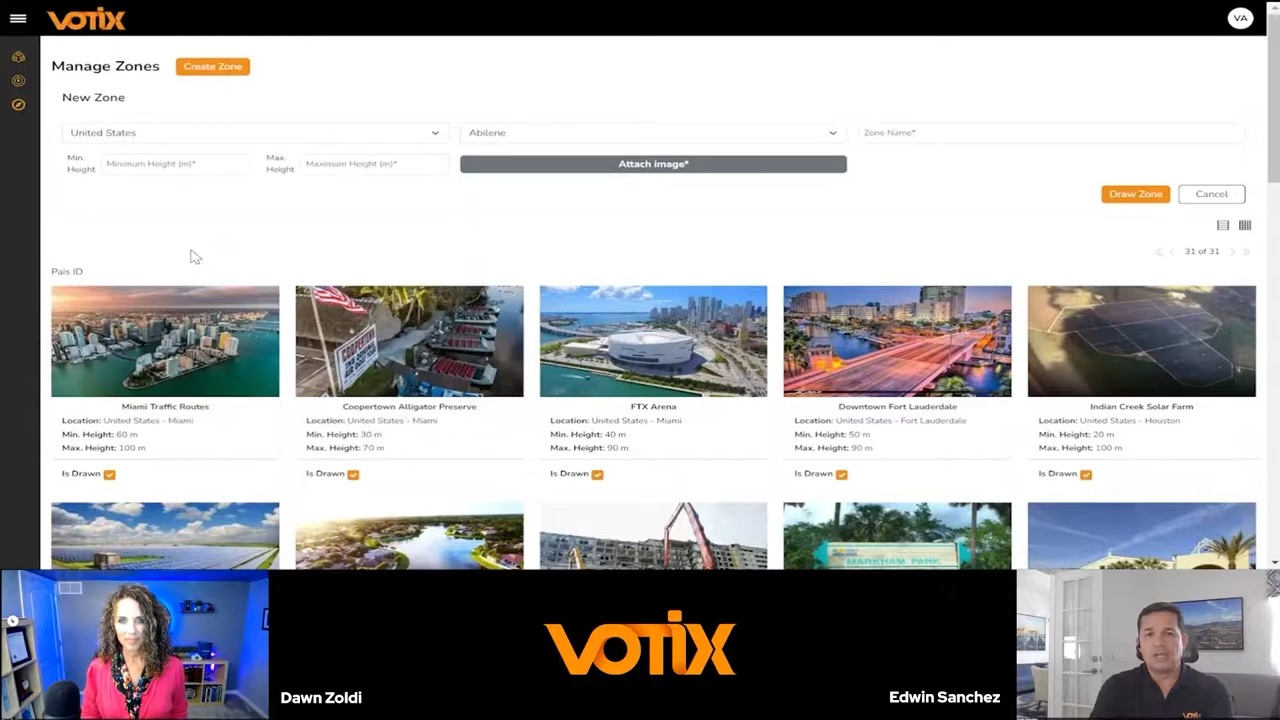 VOTIX
VA
Manage Zones
Create Zone
New Zone
United States
Abilene
Zone Name*
Min. Height
Minimum Height (m)*
Max. Height
Maximum Height (m)*
Attach image*
Draw Zone
Cancel
31 of 31
Pais ID
COOPERTOWN
Miami Traffic Routes
Location: United States - Miami
Min. Height: 60 m
Max. Height: 100 m
Is Drawn
Coopertown Alligator Preserve
Location: United States - Miami
Min. Height: 30 m
Max. Height: 70 m
Is Drawn
FTX Arena
Location: United States - Miami
Min. Height: 40 m
Max. Height: 90 m
Is Drawn
Downtown Fort Lauderdale
Location: United States - Fort Lauderdale
Min. Height: 50 m
Max. Height: 90 m
Is Drawn
Indian Creek Solar Farm
Location: United States - Houston
Min. Height: 20 m
Max. Height: 100 m
Is Drawn
MARKHAM PARK
VOTIX
Dawn Zoldi
Edwin Sanchez
VOTIX